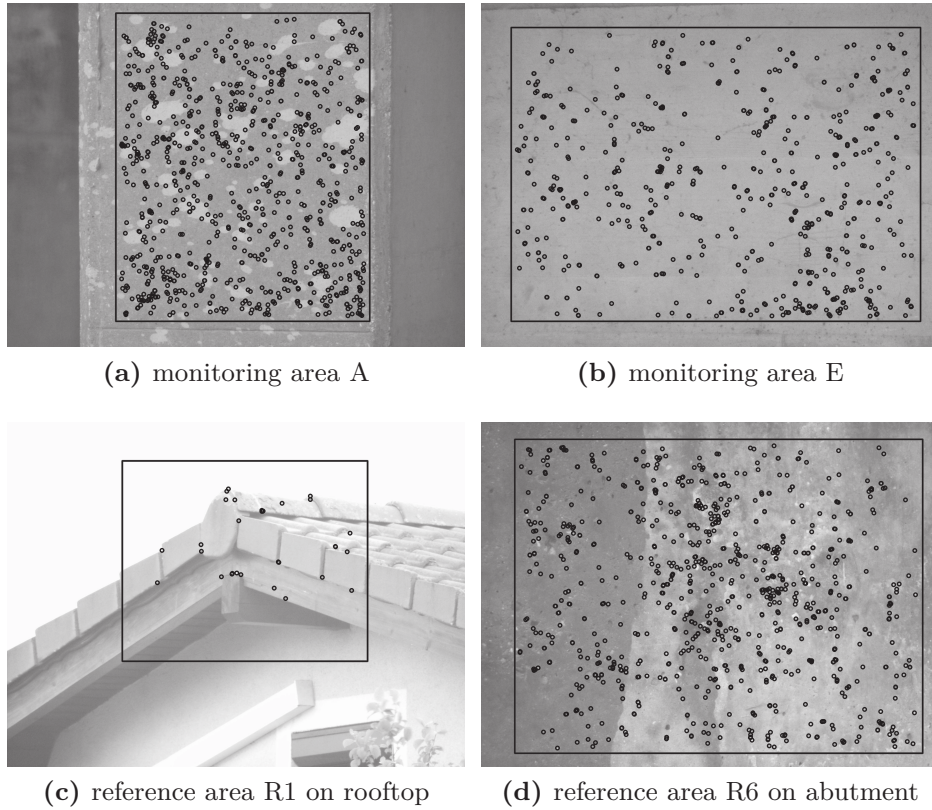 (a) monitoring area A
(b) monitoring area E
(c) reference area R1 on rooftop
(d) reference area R6 on abutment